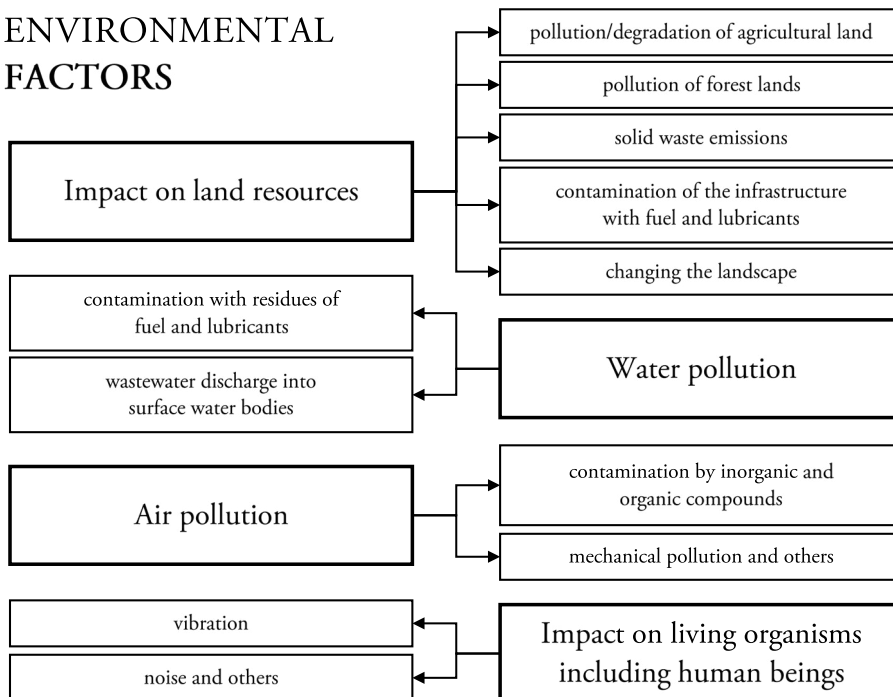 ENVIRONMENTAL
FACTORS
Impact on land resources
pollution/degradation of agricultural land
pollution of forest lands
solid waste emissions
contamination of the infrastructure
with fuel and lubricants
changing the landscape
Water pollution
contamination with residues of
fuel and lubricants
wastewater discharge into
surface water bodies
Air pollution
contamination by inorganic and
organic compounds
mechanical pollution and others
Impact on living organisms
including human beings
vibration
noise and others